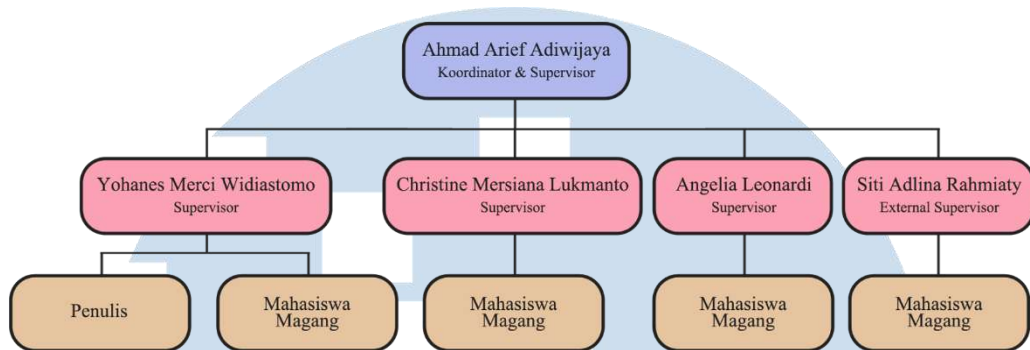 Ahmad Arief Adiwijaya
Koordinator & Supervisor
Yohanes Merci Widiastomo
Supervisor
Christine Mersiana Lukmanto
Supervisor
Angelia Leonardi
Supervisor
Siti Adlina Rahmiaty
External Supervisor
Penulis
Mahasiswa
Magang
Mahasiswa
Magang
Mahasiswa
Magang
Mahasiswa
Magang